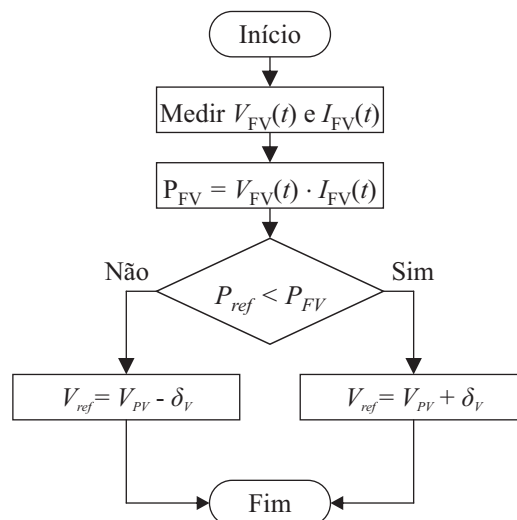 Início
Medir V_FV(t) e I_FV(t)
P_FV = V_FV(t) · I_FV(t)
Não
Sim
P_ref < P_FV
V_ref = V_PV - δ_V
V_ref = V_PV + δ_V
Fim